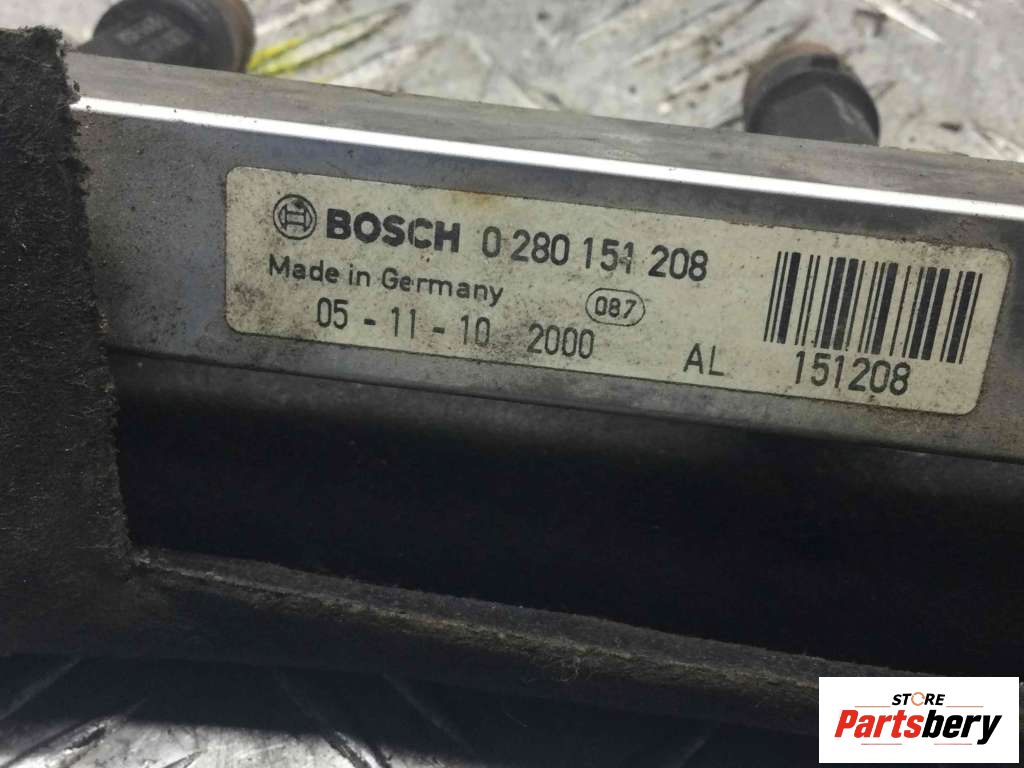 BOSCH 0 280 151 208
Made in Germany
087
05 - 11 - 10 2000 AL 151208
STORE
Partsbery